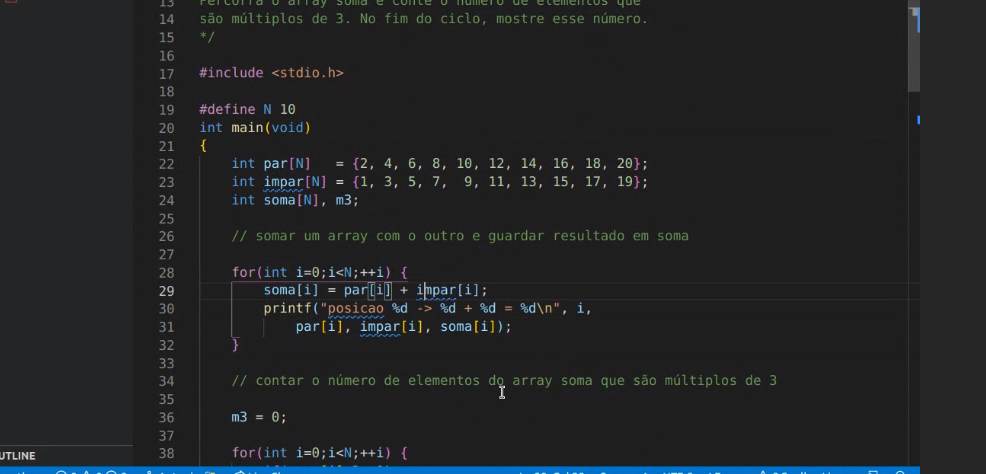 13 Percorra o array soma e conte o número de elementos que
14 são múltiplos de 3. No fim do ciclo, mostre esse número.
15 */
16
17 #include <stdio.h>
18
19 #define N 10
20 int main(void)
21 {
22     int par[N]   = {2, 4, 6, 8, 10, 12, 14, 16, 18, 20};
23     int impar[N] = {1, 3, 5, 7,  9, 11, 13, 15, 17, 19};
24     int soma[N], m3;
25
26     // somar um array com o outro e guardar resultado em soma
27
28     for(int i=0;i<N;++i) {
29         soma[i] = par[i] + impar[i];
30         printf("posicao %d -> %d + %d = %d\n", i,
31             par[i], impar[i], soma[i]);
32     }
33
34     // contar o número de elementos do array soma que são múltiplos de 3
35
36     m3 = 0;
37
38     for(int i=0;i<N;++i) {
UTLINE